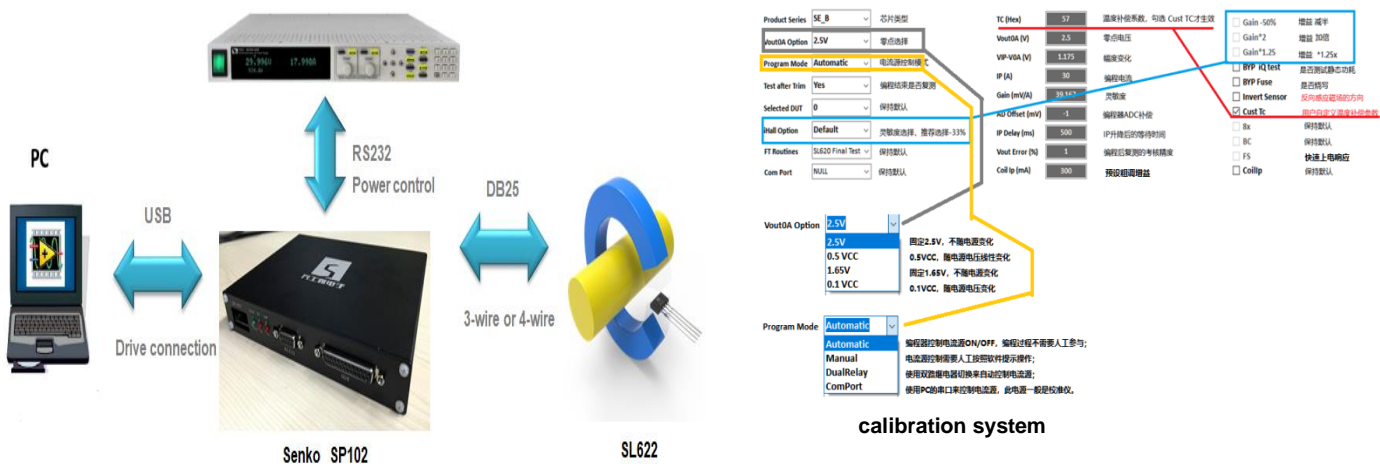 29.996V 17.990A
RS232
Power control
PC
USB
Drive connection
DB25
3-wire or 4-wire
Senko SP102
SL622
Product Series SE_B 芯片类型
Vout0A Option 2.5V 零点选择
Program Mode Automatic 电流源控制模式
Test after Trim Yes 编程结果是否复测
Selected DUT 0 保持默认
iHall Option Default 灵敏度选择，推荐选择-33%
FT Routines SL620 Final Test 保持默认
Com Port NULL 保持默认
TC (Hex) 57 温度补偿系数，勾选 Cust TC才生效
Vout0A (V) 2.5 零点电压
VIP-V0A (V) 1.175 幅度变化
IP (A) 30 编程电流
Gain (mV/A) 39.167 灵敏度
AD Offset (mV) -1 编程器ADC补偿
IP Delay (ms) 500 IP升降后的等待时间
Vout Error (%) 1 编程后复测的考核精度
Coil Ip (mA) 300 预设粗调增益
Gain -50% 增益 减半
Gain*2 增益 加倍
Gain*1.25 增益 *1.25x
BYP iQ test 是否测试静态功耗
BYP Fuse 是否烧写
Invert Sensor 反向感应磁场的方向
Cust Tc 用户自定义温度补偿参数
8x 保持默认
BC 保持默认
FS 快速上电响应
CoilIp 保持默认
Vout0A Option 2.5V
2.5V 固定2.5V，不随电源变化
0.5 VCC 0.5VCC，随电源电压线性变化
1.65V 固定1.65V，不随电源变化
0.1 VCC 0.1VCC，随电源电压变化
Program Mode Automatic
Automatic 编程器控制电流源ON/OFF，编程过程不需要人工参与；
Manual 电流源控制需要人工按照软件提示操作；
DualRelay 使用双路继电器切换来自动控制电流源；
ComPort 使用PC的串口来控制电流源，此电源一般是校准仪。
calibration system